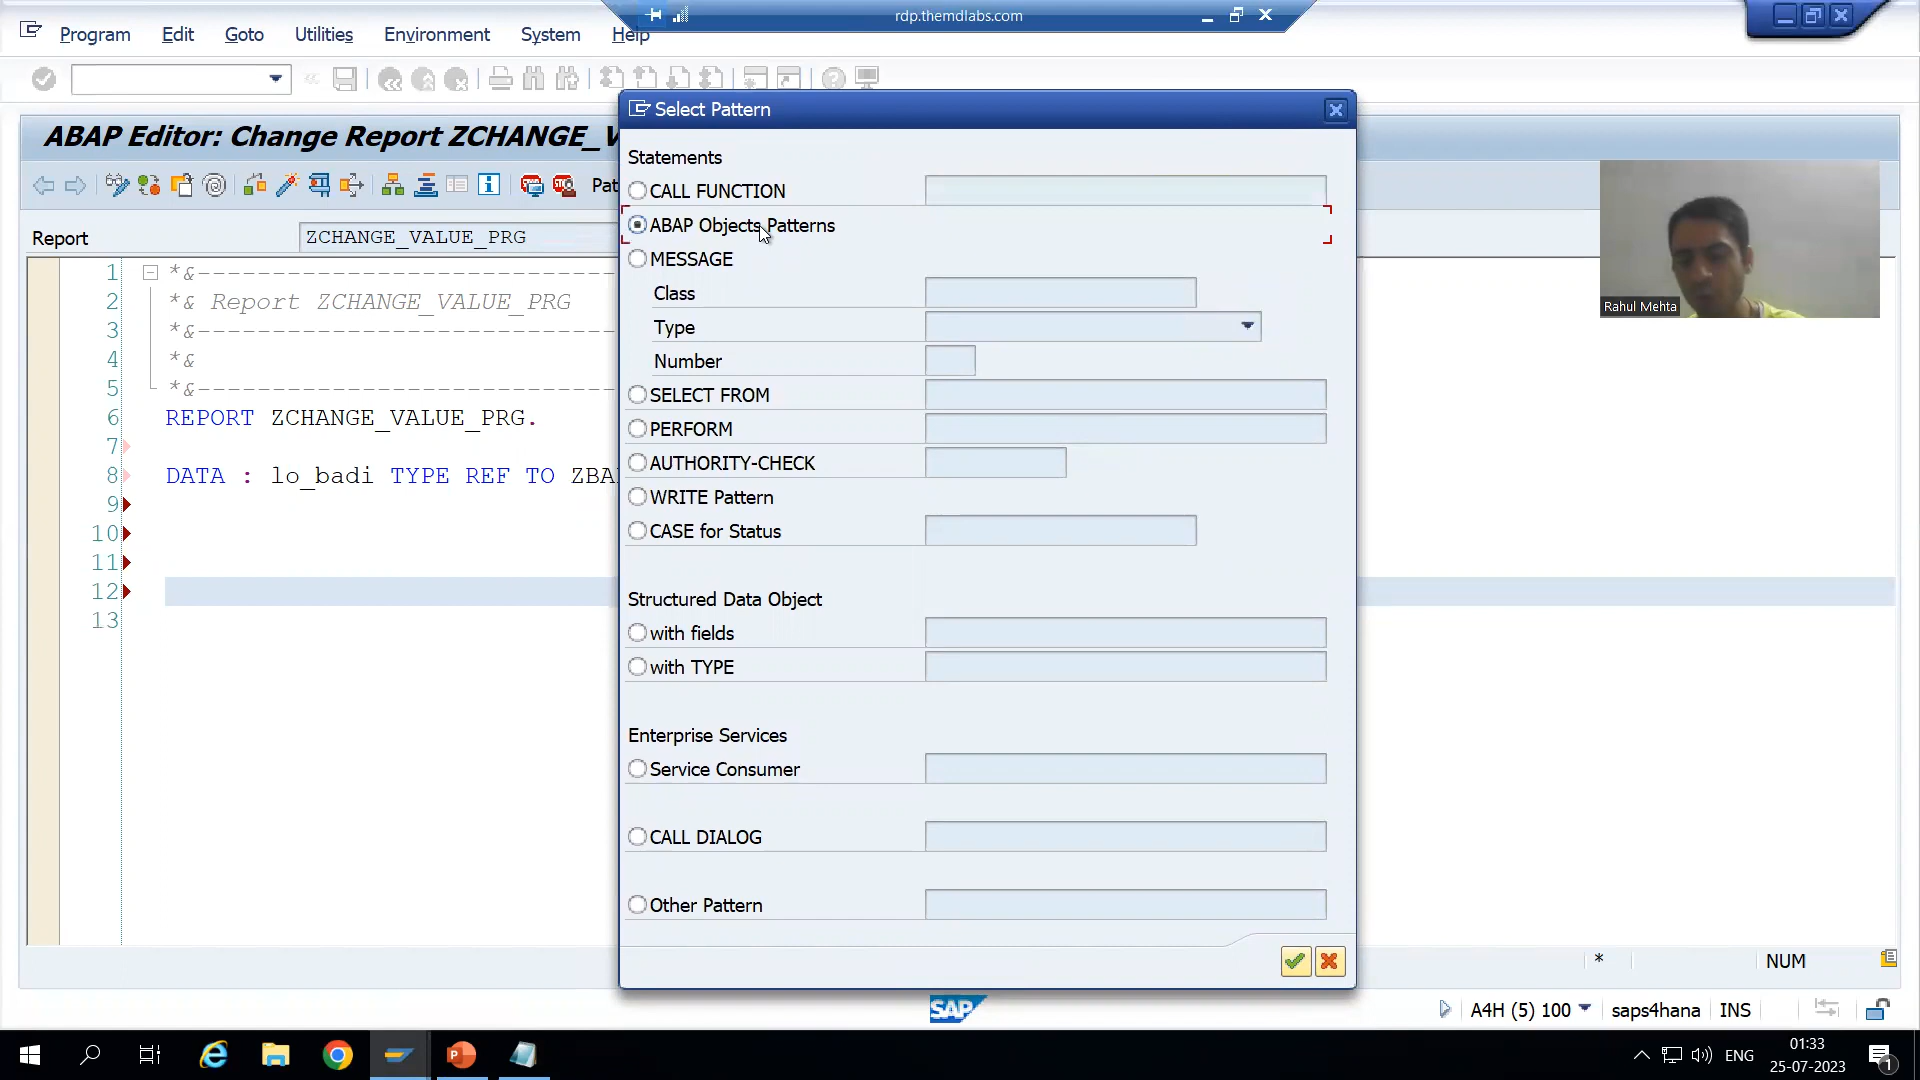 rdp.themdlabs.com
Program Edit Goto Utilities Environment System Help
Select Pattern
ABAP Editor: Change Report ZCHANGE_V
Pat
Report ZCHANGE_VALUE_PRG
1 *&---------------------------------
2 *& Report ZCHANGE_VALUE_PRG
3 *&---------------------------------
4 *&
5 *&---------------------------------
6 REPORT ZCHANGE_VALUE_PRG.
7
8 DATA : lo_badi TYPE REF TO ZBA
9
10
11
12
13
Statements
CALL FUNCTION
ABAP Objects Patterns
MESSAGE
Class
Type
Number
SELECT FROM
PERFORM
AUTHORITY-CHECK
WRITE Pattern
CASE for Status
Structured Data Object
with fields
with TYPE
Enterprise Services
Service Consumer
CALL DIALOG
Other Pattern
Rahul Mehta
* NUM
SAP
A4H (5) 100 saps4hana INS
ENG
01:33
25-07-2023
1